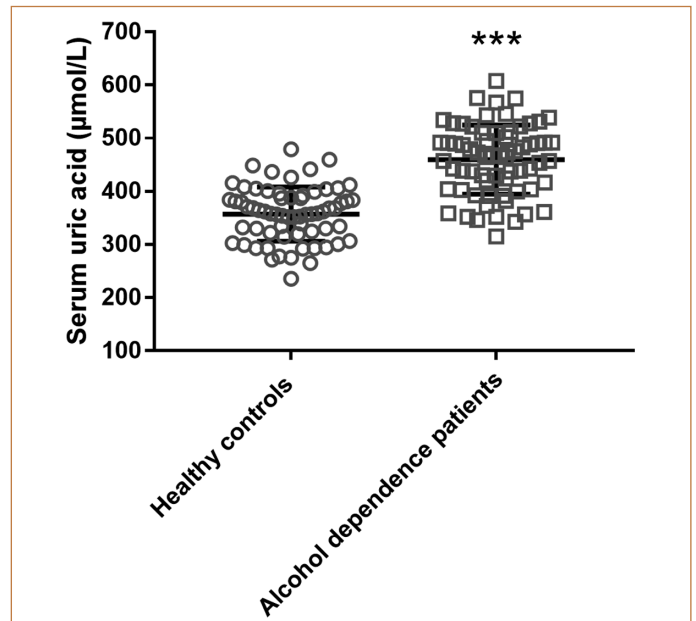 Serum uric acid (µmol/L)
700
600
500
400
300
200
100
***
Healthy controls
Alcohol dependence patients